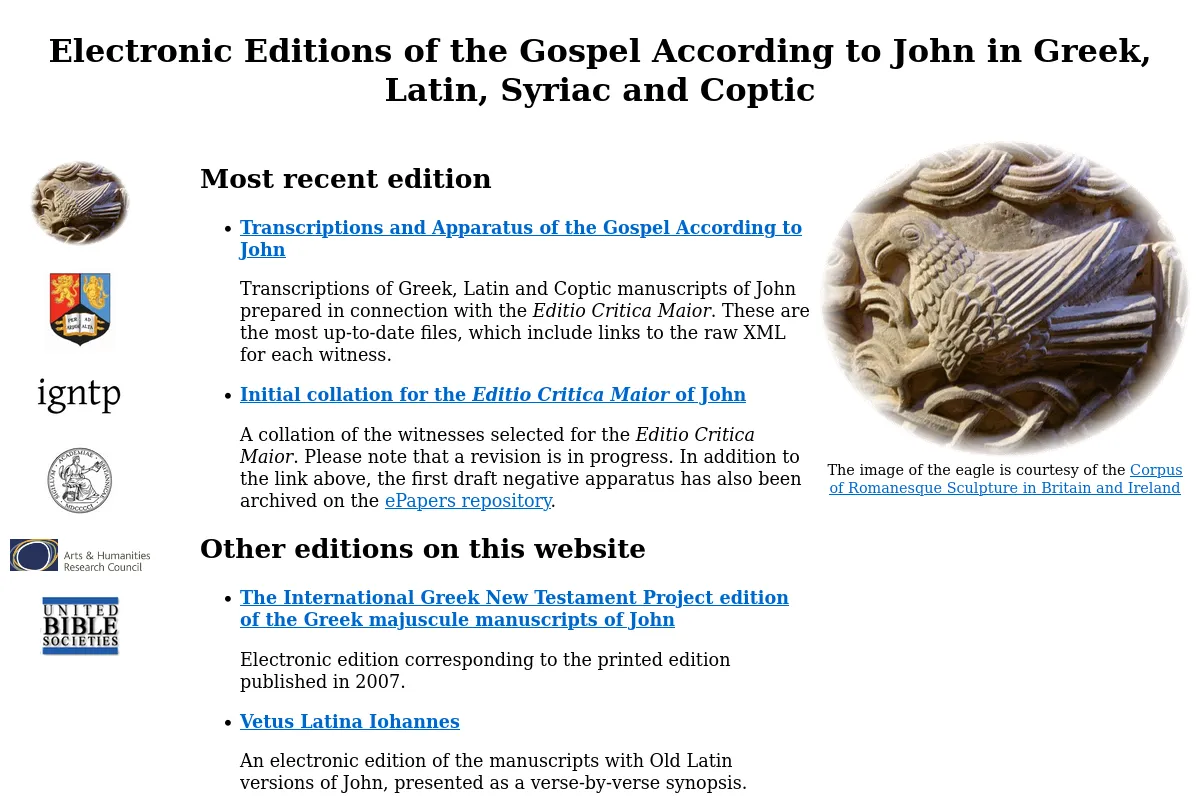 Electronic Editions of the Gospel According to John in Greek,
Latin, Syriac and Coptic
PER AD
ARDUA ALTA
igntp
SIGILLUM ACADEMIAE BRITANNICAE
MDCCCCI
Arts & Humanities
Research Council
UNITED
BIBLE
SOCIETIES
Most recent edition
• Transcriptions and Apparatus of the Gospel According to
John
Transcriptions of Greek, Latin and Coptic manuscripts of John
prepared in connection with the Editio Critica Maior. These are
the most up-to-date files, which include links to the raw XML
for each witness.
• Initial collation for the Editio Critica Maior of John
A collation of the witnesses selected for the Editio Critica
Maior. Please note that a revision is in progress. In addition to
the link above, the first draft negative apparatus has also been
archived on the ePapers repository.
Other editions on this website
• The International Greek New Testament Project edition
of the Greek majuscule manuscripts of John
Electronic edition corresponding to the printed edition
published in 2007.
• Vetus Latina Iohannes
An electronic edition of the manuscripts with Old Latin
versions of John, presented as a verse-by-verse synopsis.
The image of the eagle is courtesy of the Corpus
of Romanesque Sculpture in Britain and Ireland